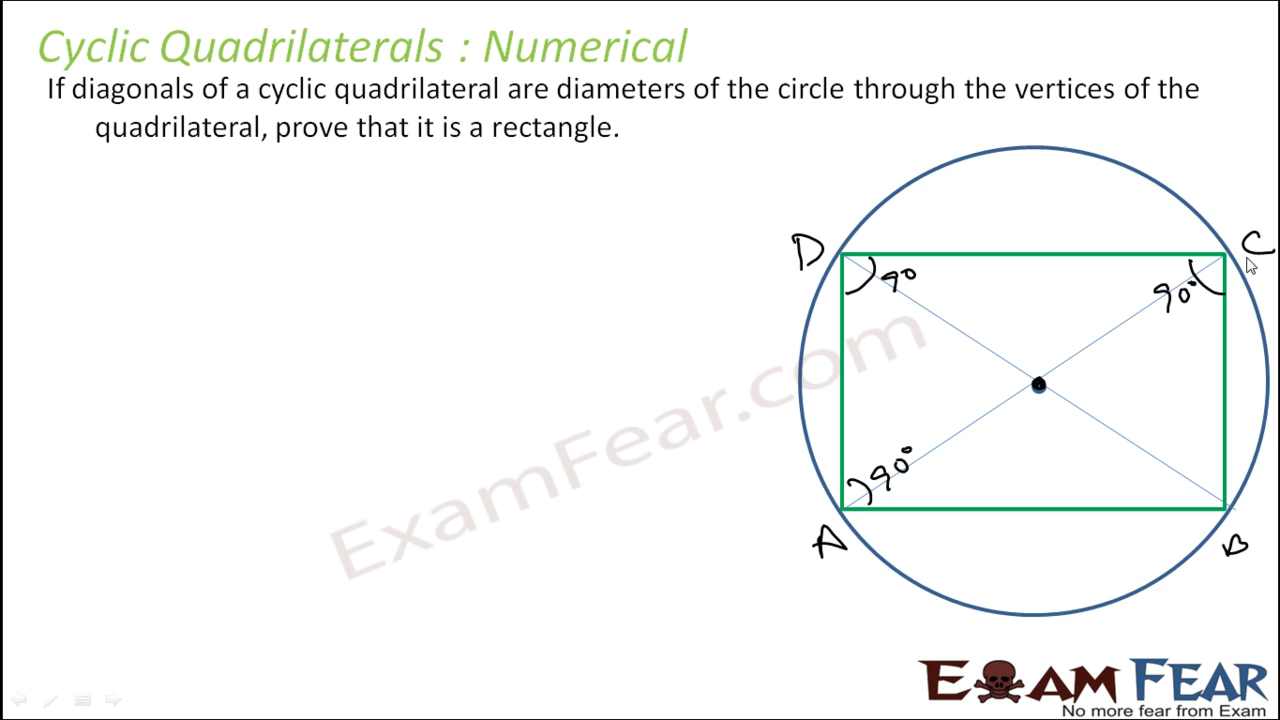 Cyclic Quadrilaterals : Numerical
If diagonals of a cyclic quadrilateral are diameters of the circle through the vertices of the
quadrilateral, prove that it is a rectangle.
D
C
90
90°
ExamFear.com
90°
A
B
EXAM FEAR
No more fear from Exam